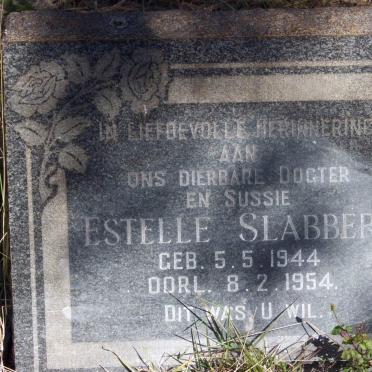 IN LIEFDEVOLLE HERINNERING
AAN
ONS DIERBARE DOGTER
EN SUSSIE
ESTELLE SLABBER
GEB. 5. 5. 1944
OORL. 8. 2. 1954.
DIT WAS U WIL.